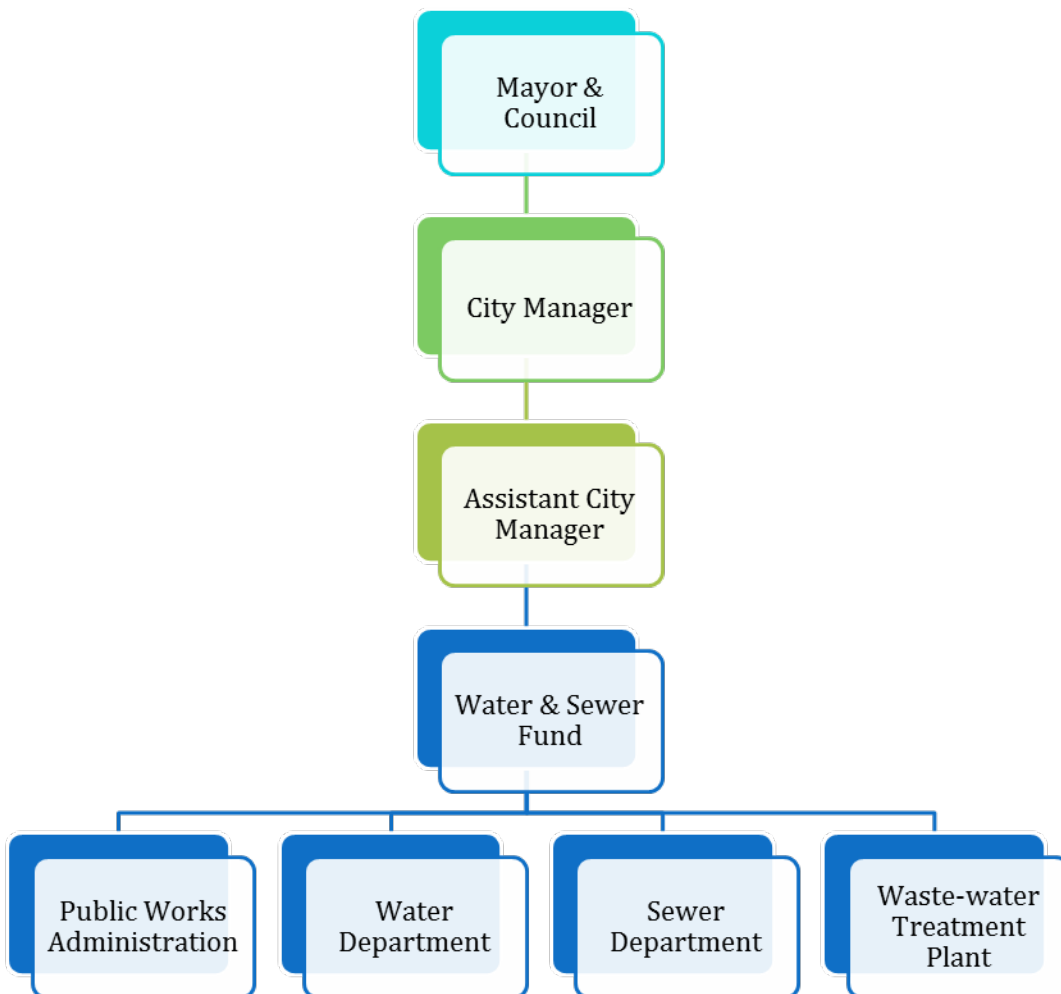 Mayor &
Council
City Manager
Assistant City
Manager
Water & Sewer
Fund
Public Works
Administration
Water
Department
Sewer
Department
Waste-water
Treatment
Plant